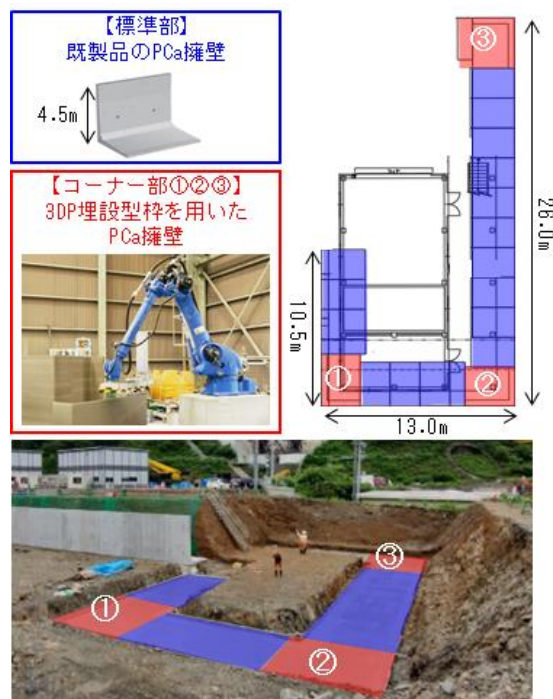 【標準部】
既製品のPCa擁壁
4.5m
【コーナー部①②③】
3DP埋設型枠を用いた
PCa擁壁
③
26.0m
10.5m
①
②
13.0m
③
①
②